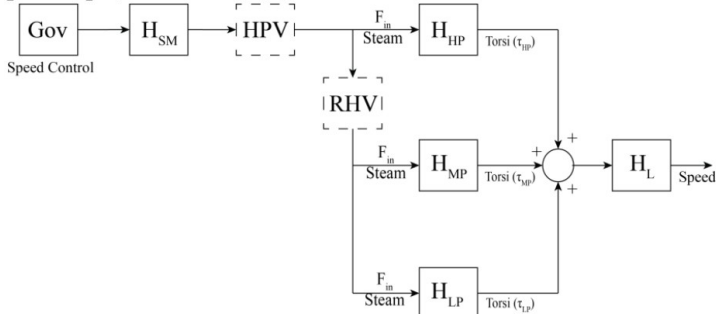 Gov
Speed Control
H_SM
HPV
F_in
Steam
H_HP
Torsi (τ_HP)
RHV
F_in
Steam
H_MP
Torsi (τ_MP)
+
+
+
H_L
Speed
F_in
Steam
H_LP
Torsi (τ_LP)